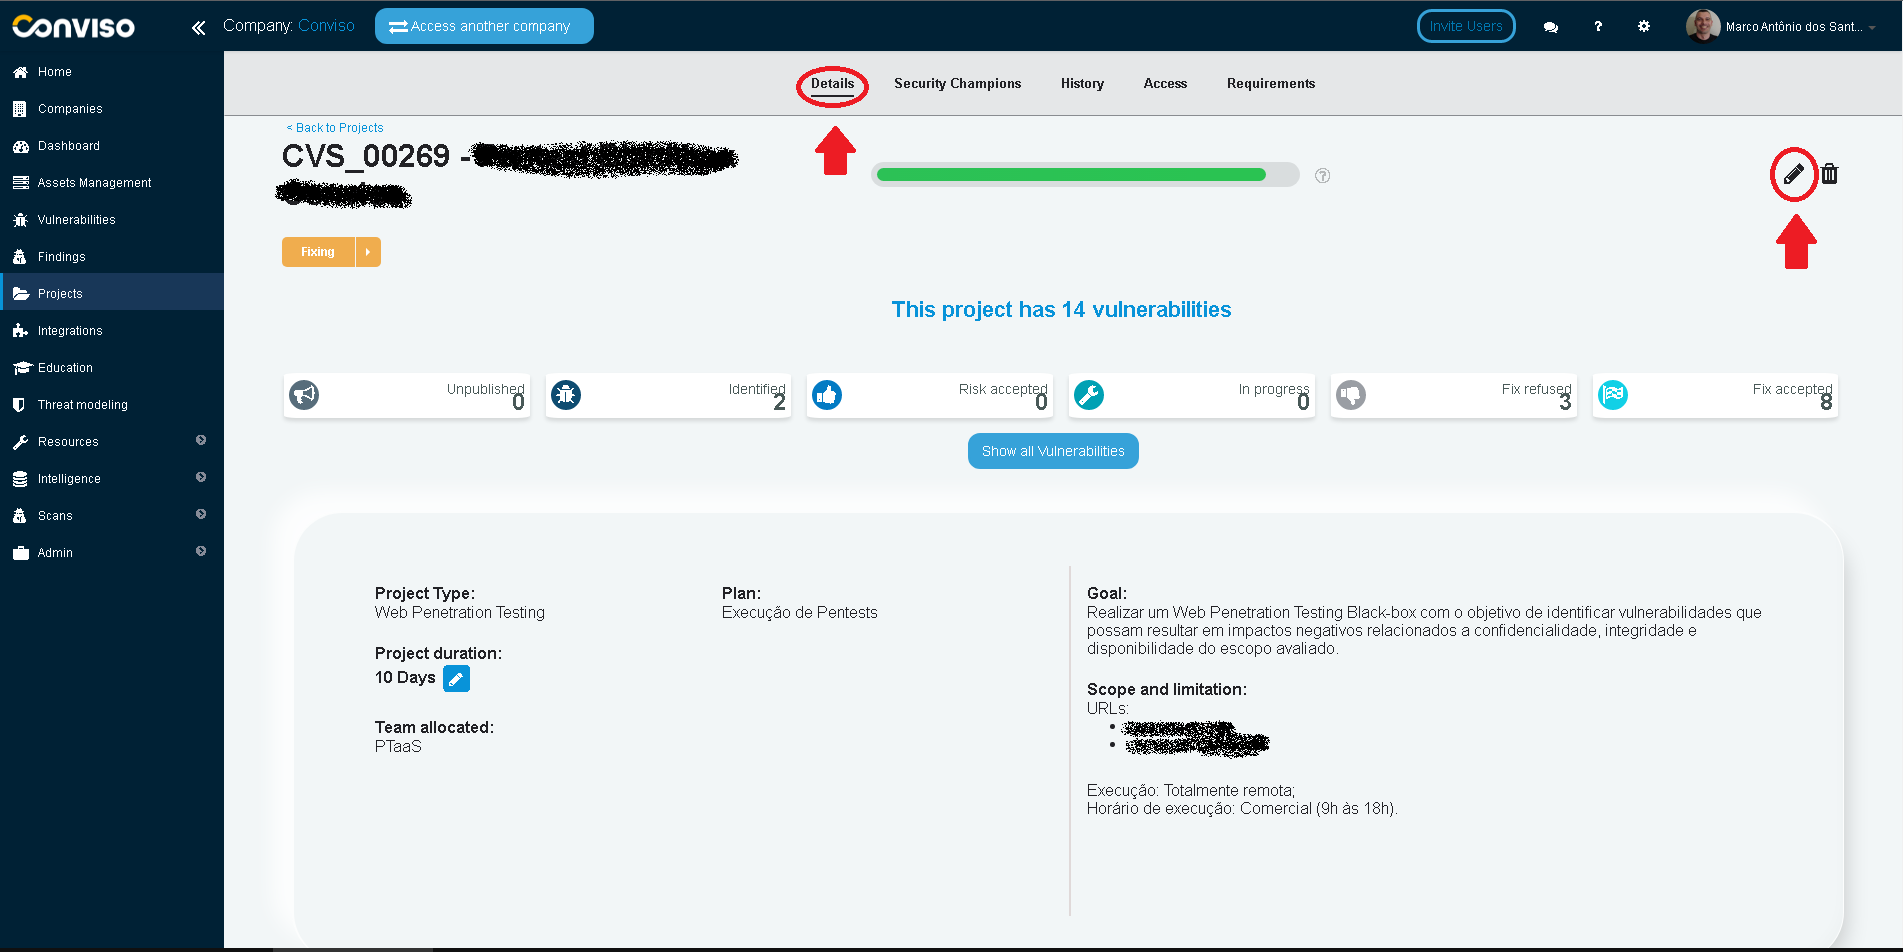 Conviso
Company: Conviso
Access another company
Invite Users
?
Marco Antônio dos Sant...
Home
Companies
Dashboard
Assets Management
Vulnerabilities
Findings
Projects
Integrations
Education
Threat modeling
Resources
Intelligence
Scans
Admin
Details
Security Champions
History
Access
Requirements
< Back to Projects
CVS_00269 -
?
Fixing
This project has 14 vulnerabilities
Unpublished
0
Identified
2
Risk accepted
0
In progress
0
Fix refused
3
Fix accepted
8
Show all Vulnerabilities
Project Type:
Web Penetration Testing
Plan:
Execução de Pentests
Project duration:
10 Days
Team allocated:
PTaaS
Goal:
Realizar um Web Penetration Testing Black-box com o objetivo de identificar vulnerabilidades que
possam resultar em impactos negativos relacionados a confidencialidade, integridade e
disponibilidade do escopo avaliado.
Scope and limitation:
URLs:
Execução: Totalmente remota;
Horário de execução: Comercial (9h às 18h).